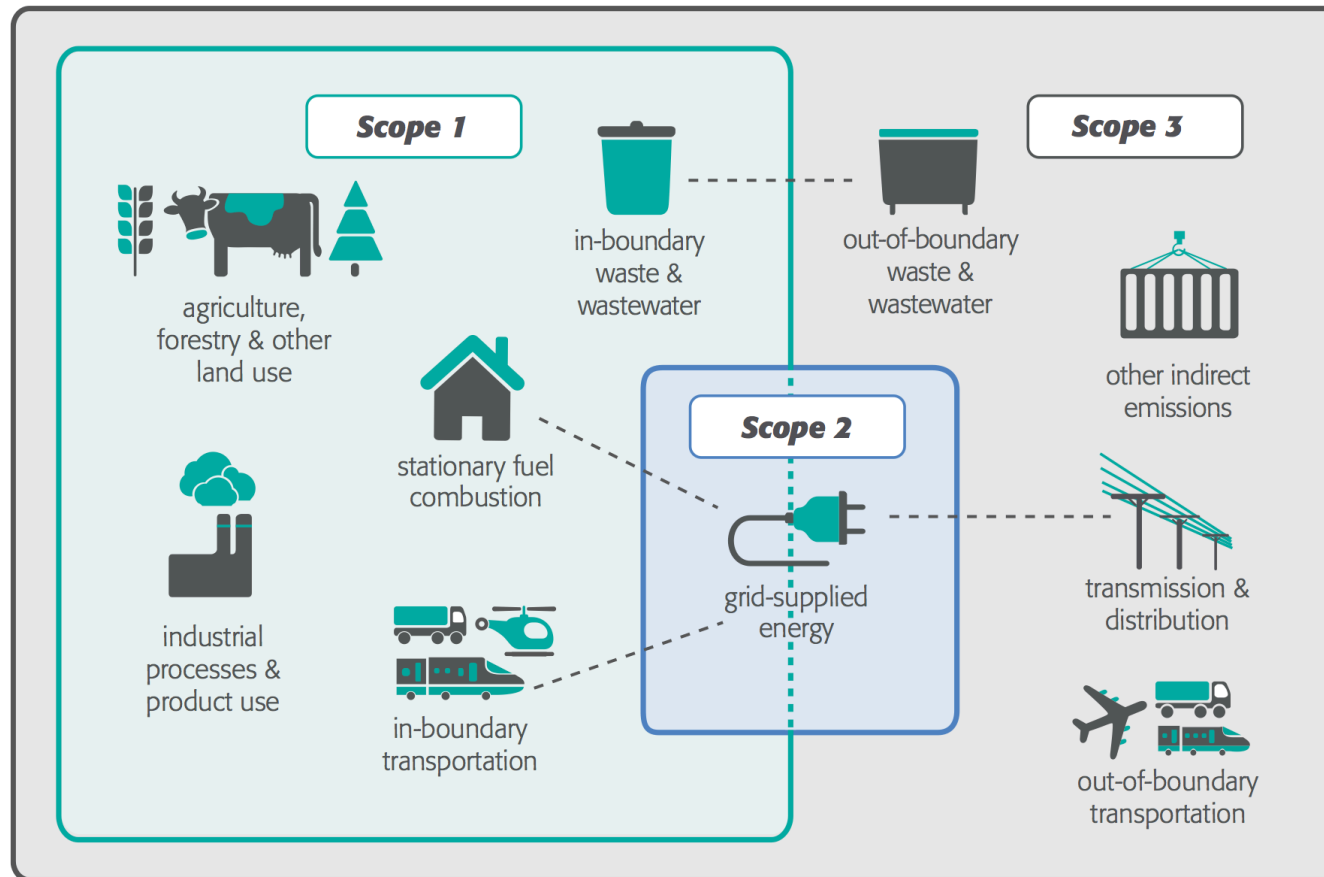 Scope 1
Scope 3
in-boundary
waste &
wastewater
out-of-boundary
waste &
wastewater
agriculture,
forestry & other
land use
other indirect
emissions
Scope 2
stationary fuel
combustion
grid-supplied
energy
transmission &
distribution
industrial
processes &
product use
in-boundary
transportation
out-of-boundary
transportation